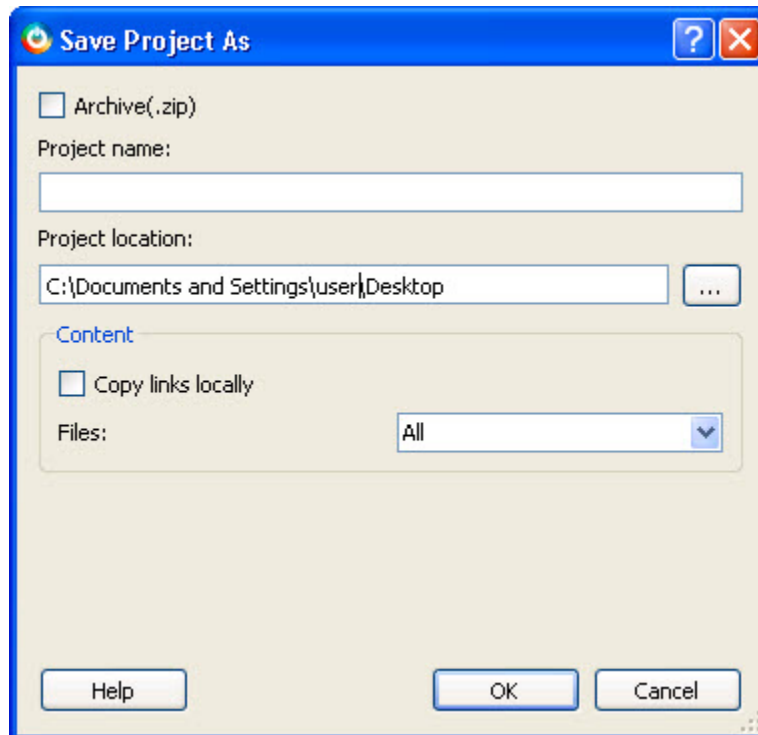 Save Project As
Archive(.zip)
Project name:
Project location:
C:\Documents and Settings\user\Desktop
...
Content
Copy links locally
Files:
All
Help
OK
Cancel